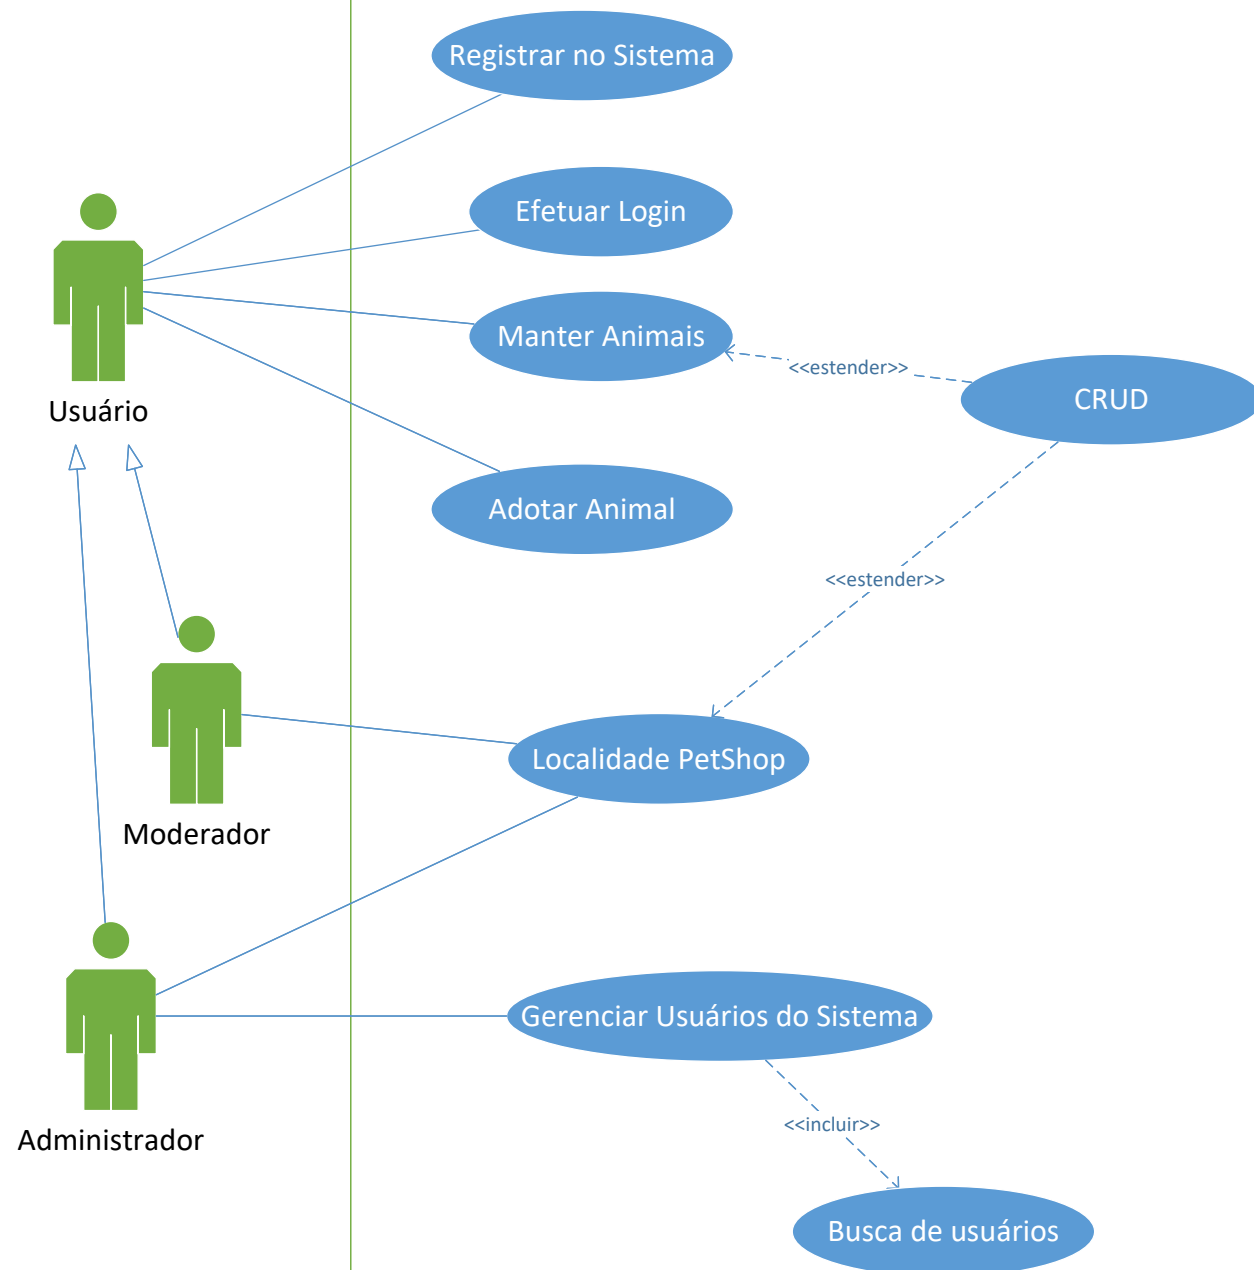 Registrar no Sistema
Efetuar Login
Manter Animais
<<estender>>
CRUD
Usuário
Adotar Animal
<<estender>>
Localidade PetShop
Moderador
Gerenciar Usuários do Sistema
<<incluir>>
Administrador
Busca de usuários